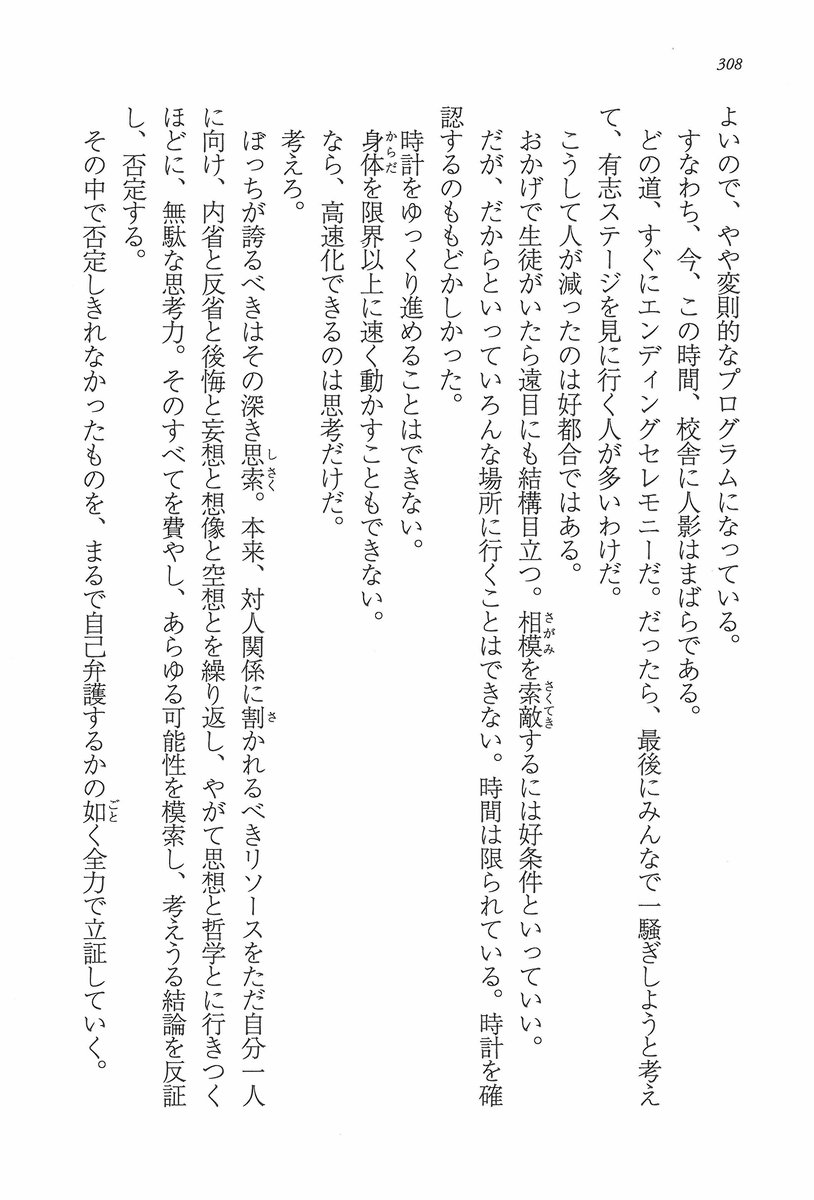 308
よいので、やや変則的なプログラムになっている。
すなわち、今、この時間、校舎に人影はまばらである。
どの道、すぐにエンディングセレモニーだ。だったら、最後にみんなで一騒ぎしようと考え
て、有志ステージを見に行く人が多いわけだ。
こうして人が減ったのは好都合ではある。
おかげで生徒がいたら遠目にも結構目立つ。相模を索敵するには好条件といっていい。
だが、だからといっていろんな場所に行くことはできない。時間は限られている。時計を確
認するのももどかしかった。
時計をゆっくり進めることはできない。
身体を限界以上に速く動かすこともできない。
なら、高速化できるのは思考だけだ。
考えろ。
ぼっちが誇るべきはその深き思索。本来、対人関係に割かれるべきリソースをただ自分一人
に向け、内省と反省と後悔と妄想と想像と空想とを繰り返し、やがて思想と哲学とに行きつく
ほどに、無駄な思考力。そのすべてを費やし、あらゆる可能性を模索し、考えうる結論を反証
し、否定する。
その中で否定しきれなかったものを、まるで自己弁護するかの如く全力で立証していく。